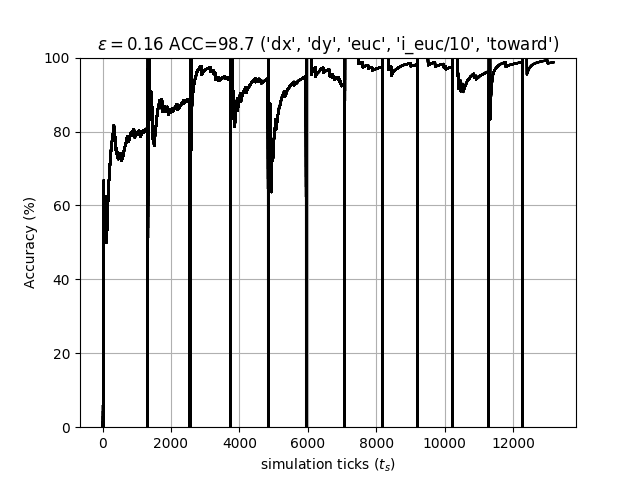 ε = 0.16 ACC=98.7 ('dx', 'dy', 'euc', 'i_euc/10', 'toward')
100
80
60
40
20
0
Accuracy (%)
0 2000 4000 6000 8000 10000 12000
simulation ticks (tₛ)